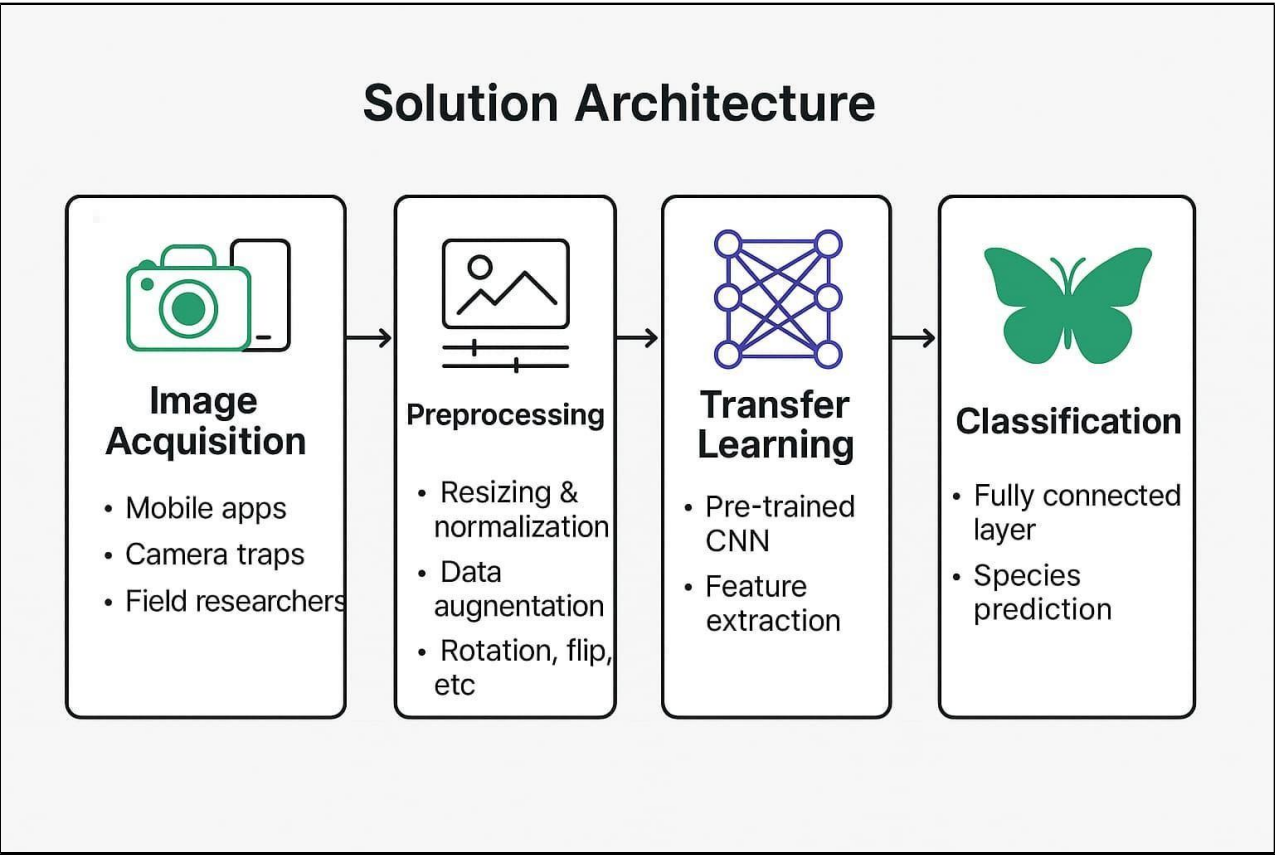 Solution Architecture
Image
Acquisition
• Mobile apps
• Camera traps
• Field researchers
Preprocessing
• Resizing &
normalization
• Data
augnentation
• Rotation, flip,
etc
Transfer
Learning
• Pre-trained
CNN
• Feature
extraction
Classification
• Fully connected
layer
• Species
prediction